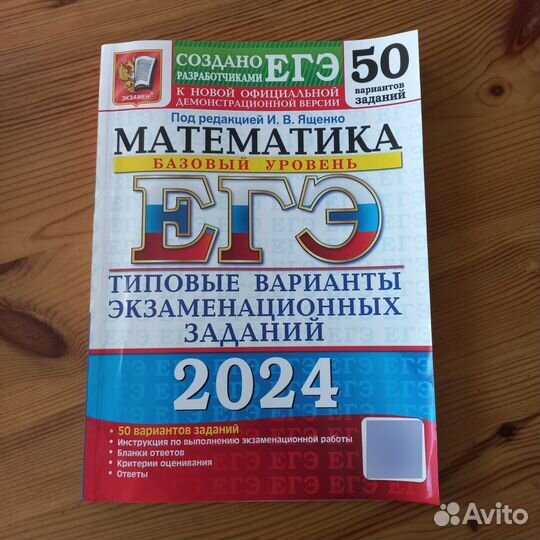 СОЗДАНО
РАЗРАБОТЧИКАМИ ЕГЭ
К НОВОЙ ОФИЦИАЛЬНОЙ
ДЕМОНСТРАЦИОННОЙ ВЕРСИИ
50
вариантов
заданий
ЭКЗАМЕН
Под редакцией И. В. Ященко
МАТЕМАТИКА
БАЗОВЫЙ УРОВЕНЬ
ЕГЭ
ТИПОВЫЕ ВАРИАНТЫ
ЭКЗАМЕНАЦИОННЫХ
ЗАДАНИЙ
2024
• 50 вариантов заданий
• Инструкция по выполнению экзаменационной работы
• Бланки ответов
• Критерии оценивания
• Ответы
Avito